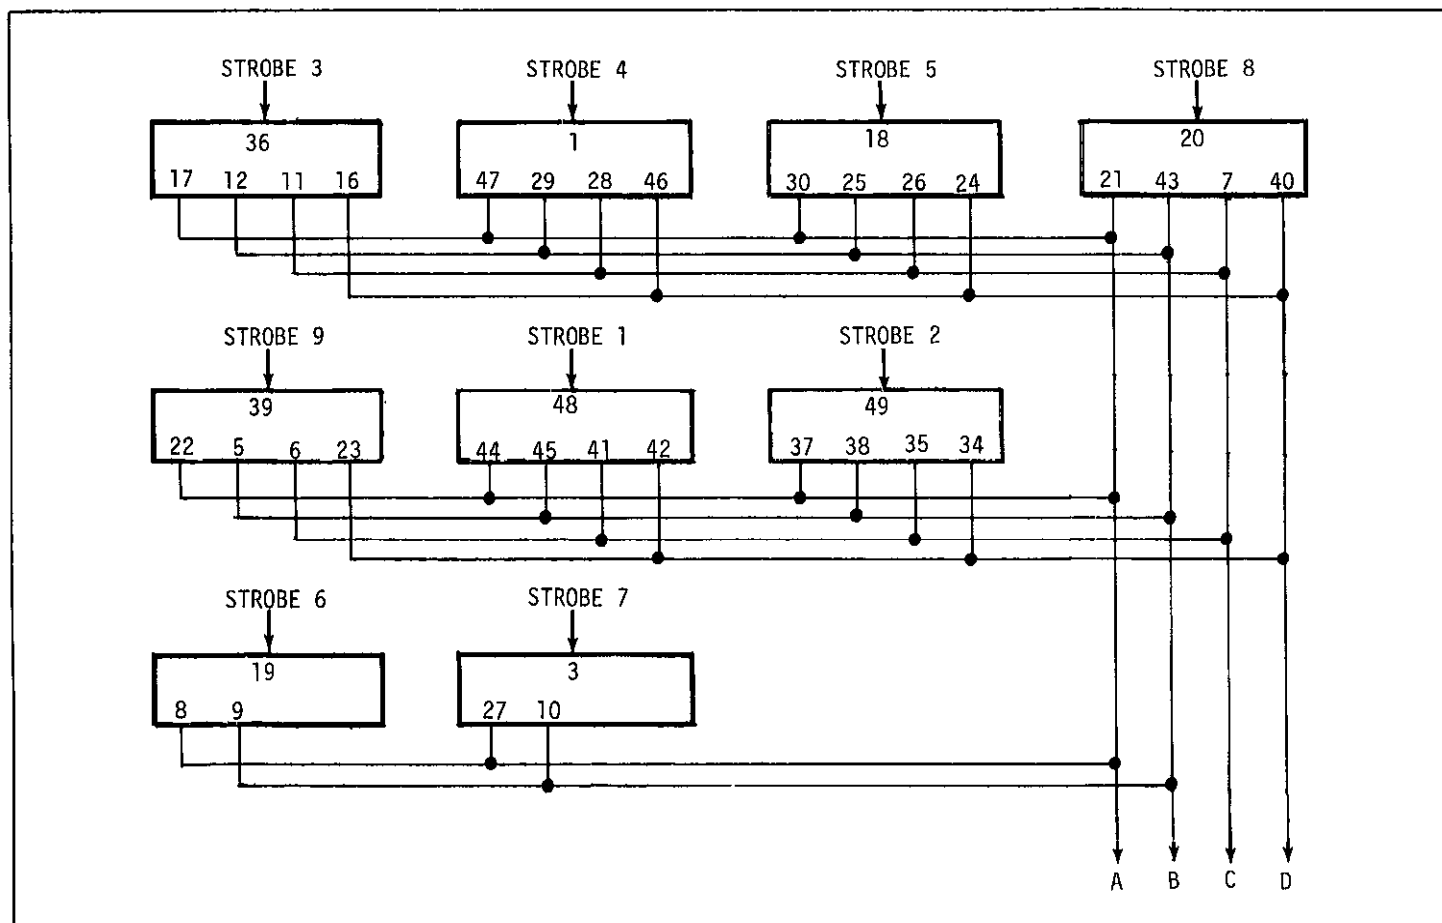 STROBE 3 STROBE 4 STROBE 5 STROBE 8
36 1 18 20
17 12 11 16 47 29 28 46 30 25 26 24 21 43 7 40
STROBE 9 STROBE 1 STROBE 2
39 48 49
22 5 6 23 44 45 41 42 37 38 35 34
STROBE 6 STROBE 7
19 3
8 9 27 10
A B C D